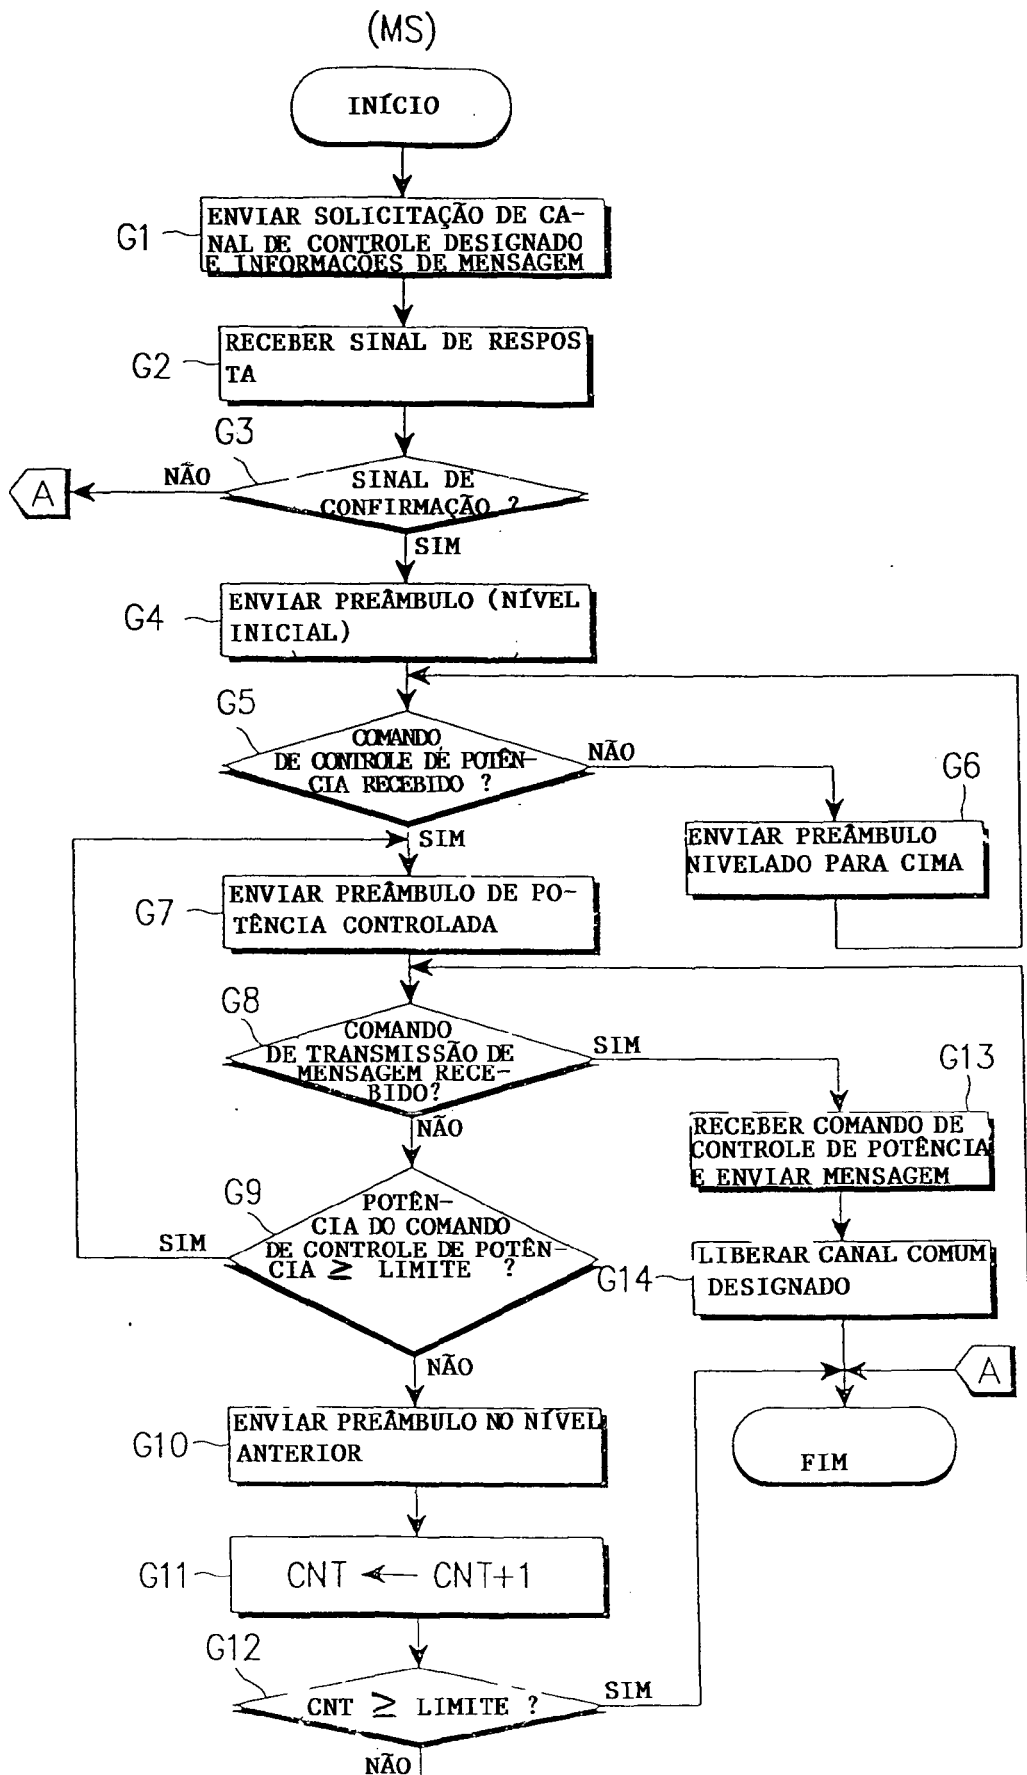 (MS)
INÍCIO
G1
ENVIAR SOLICITAÇÃO DE CA-
NAL DE CONTROLE DESIGNADO
E INFORMAÇÕES DE MENSAGEM
G2
RECEBER SINAL DE RESPOS
TA
G3
NÃO
A
SINAL DE
CONFIRMAÇÃO ?
SIM
G4
ENVIAR PREÂMBULO (NÍVEL
INICIAL)
G5
COMANDO
DE CONTROLE DE POTÊN-
CIA RECEBIDO ?
NÃO
SIM
G6
ENVIAR PREÂMBULO
NIVELADO PARA CIMA
G7
ENVIAR PREÂMBULO DE PO-
TÊNCIA CONTROLADA
G8
COMANDO
DE TRANSMISSÃO DE
MENSAGEM RECE-
BIDO?
SIM
NÃO
G13
RECEBER COMANDO DE
CONTROLE DE POTÊNCIA
E ENVIAR MENSAGEM
G9
POTÊN-
CIA DO COMANDO
DE CONTROLE DE POTÊN-
CIA ≥ LIMITE ?
SIM
NÃO
G14
LIBERAR CANAL COMUM
DESIGNADO
A
FIM
G10
ENVIAR PREÂMBULO NO NÍVEL
ANTERIOR
G11
CNT ← CNT+1
G12
CNT ≥ LIMITE ?
SIM
NÃO